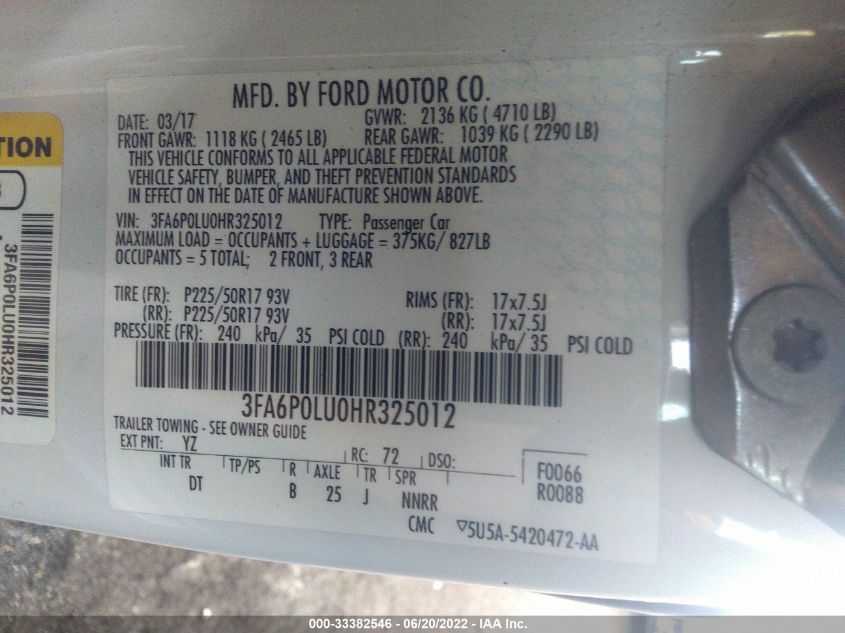 MFD. BY FORD MOTOR CO.
DATE: 03/17 GVWR: 2136 KG ( 4710 LB)
FRONT GAWR: 1118 KG ( 2465 LB) REAR GAWR: 1039 KG ( 2290 LB)
THIS VEHICLE CONFORMS TO ALL APPLICABLE FEDERAL MOTOR
VEHICLE SAFETY, BUMPER, AND THEFT PREVENTION STANDARDS
IN EFFECT ON THE DATE OF MANUFACTURE SHOWN ABOVE.
VIN: 3FA6P0LU0HR325012 TYPE: Passenger Car
MAXIMUM LOAD = OCCUPANTS + LUGGAGE = 375KG/ 827LB
OCCUPANTS = 5 TOTAL; 2 FRONT, 3 REAR
TIRE (FR): P225/50R17 93V RIMS (FR): 17x7.5J
(RR): P225/50R17 93V (RR): 17x7.5J
PRESSURE (FR): 240 kPa/ 35 PSI COLD (RR): 240 kPa/ 35 PSI COLD
3FA6P0LU0HR325012
TRAILER TOWING - SEE OWNER GUIDE
EXT PNT: YZ RC: 72 DSO:
INT TR TP/PS R AXLE TR SPR F0066
DT B 25 J NNRR R0088
CMC ▽5U5A-5420472-AA
TION
3FA6P0LU0HR325012
000-33382546 - 06/20/2022 - IAA Inc.